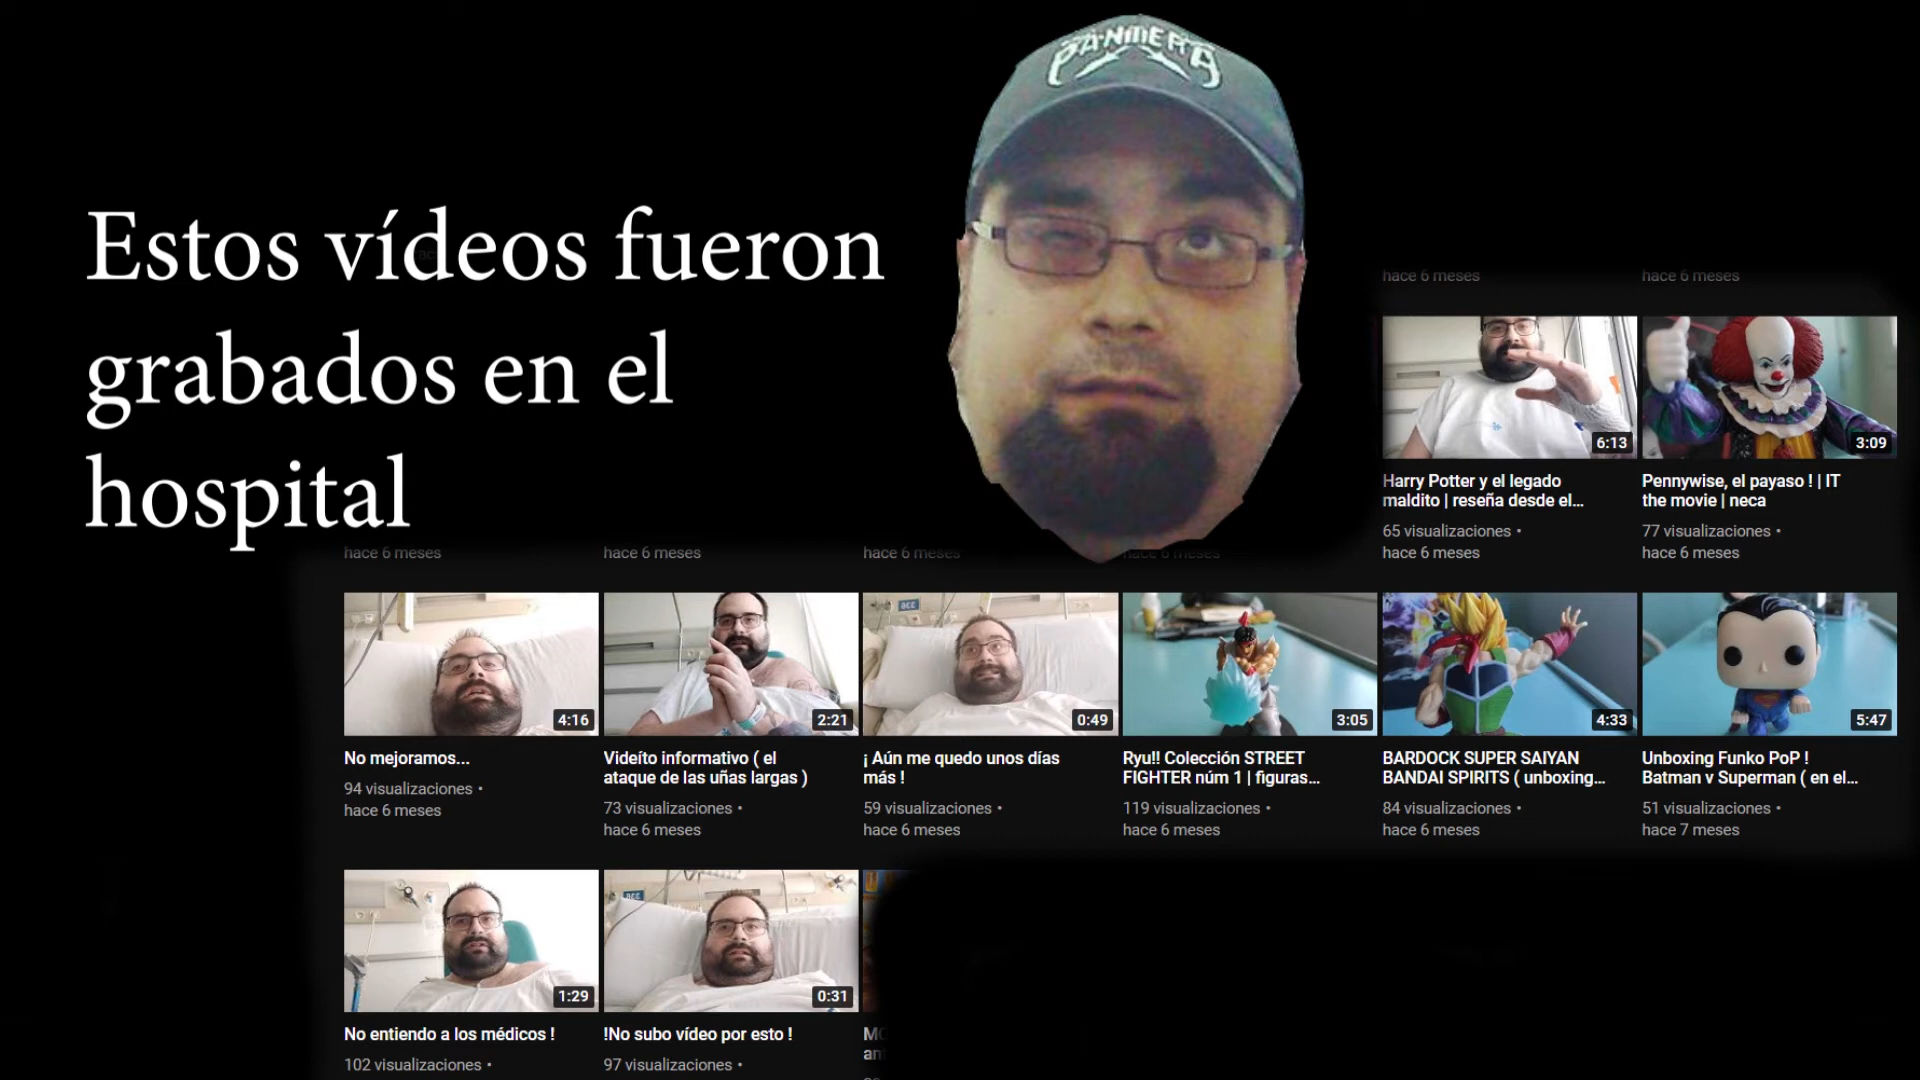 PANTERA
Estos vídeos fueron
grabados en el
hospital
hace 6 meses
hace 6 meses
6:13
3:09
Harry Potter y el legado
maldito | reseña desde el...
Pennywise, el payaso ! | IT
the movie | neca
65 visualizaciones •
hace 6 meses
77 visualizaciones •
hace 6 meses
hace 6 meses
hace 6 meses
hace 6 meses
hace 6 meses
4:16
2:21
acc
0:49
3:05
4:33
5:47
No mejoramos...
94 visualizaciones •
hace 6 meses
Videíto informativo ( el
ataque de las uñas largas )
73 visualizaciones •
hace 6 meses
¡ Aún me quedo unos días
más !
59 visualizaciones •
hace 6 meses
Ryu!! Colección STREET
FIGHTER núm 1 | figuras...
119 visualizaciones •
hace 6 meses
BARDOCK SUPER SAIYAN
BANDAI SPIRITS ( unboxing...
84 visualizaciones •
hace 6 meses
Unboxing Funko PoP !
Batman v Superman ( en el...
51 visualizaciones •
hace 7 meses
1:29
acc
0:31
No entiendo a los médicos !
102 visualizaciones •
!No subo vídeo por esto !
97 visualizaciones •